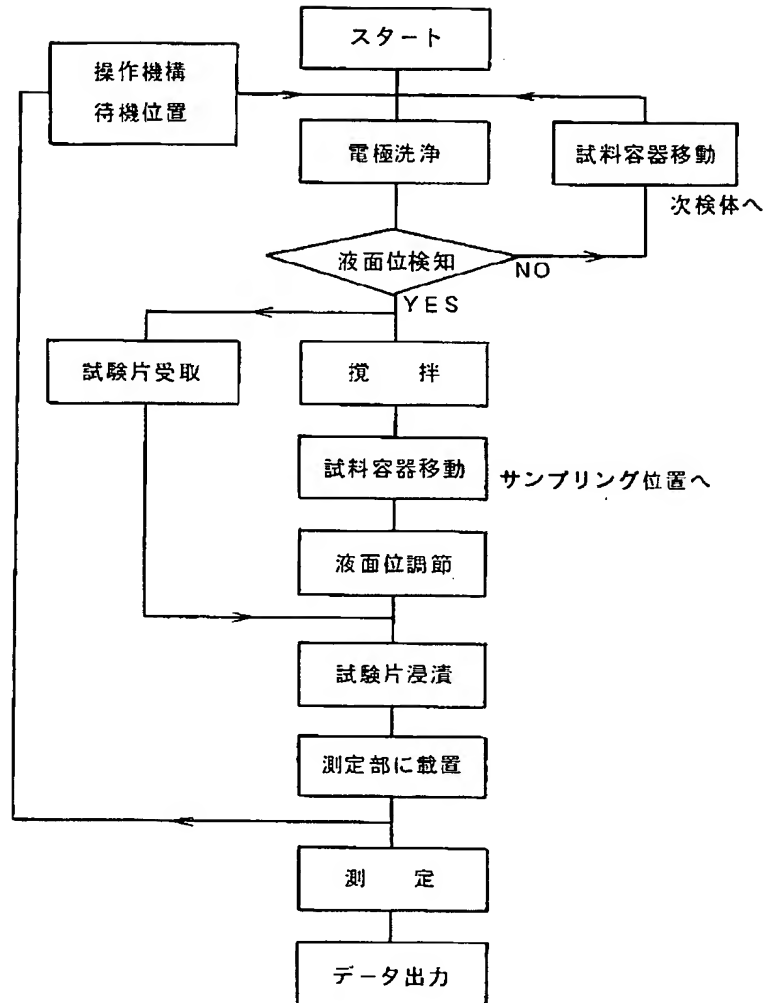 スタート
操作機構
待機位置
電極洗浄
試料容器移動
次検体へ
液面位検知
NO
YES
試験片受取
撹 拌
試料容器移動
サンプリング位置へ
液面位調節
試験片浸漬
測定部に載置
測 定
データ出力